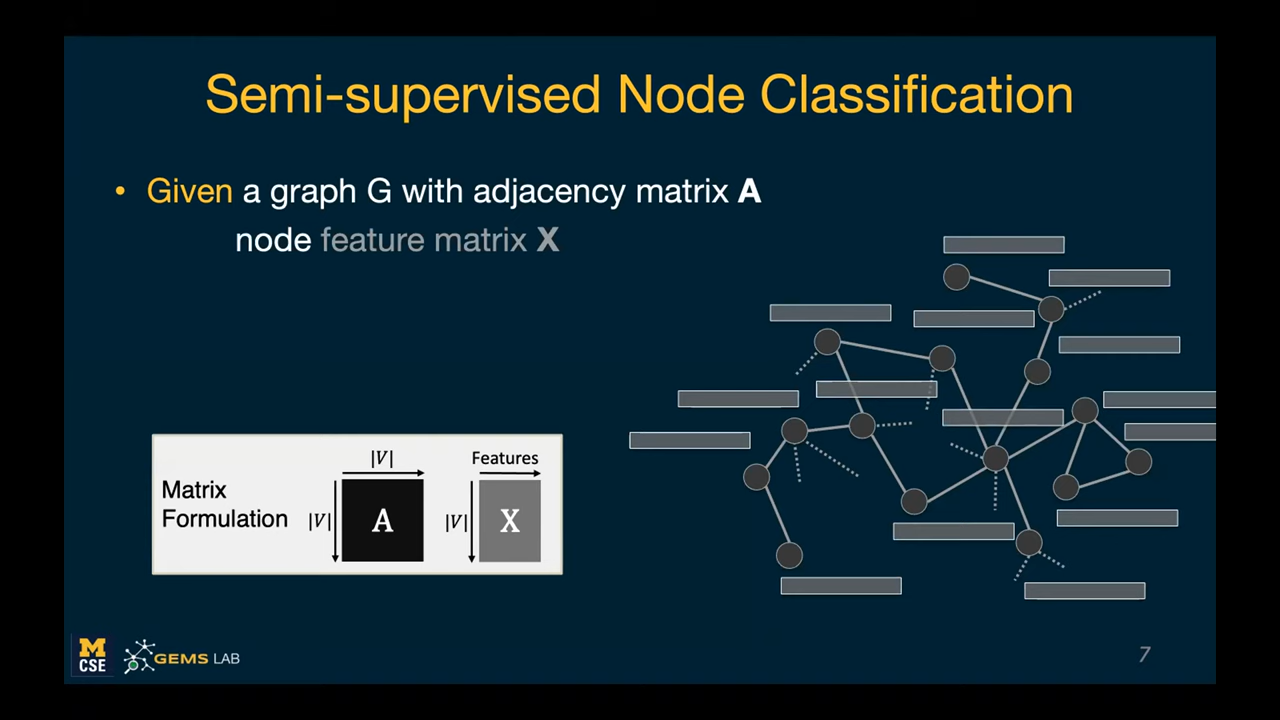 Semi-supervised Node Classification
• Given a graph G with adjacency matrix A
node feature matrix X
Matrix
Formulation
|V|
|V|
A
Features
|V|
X
M
CSE
GEMS LAB
7